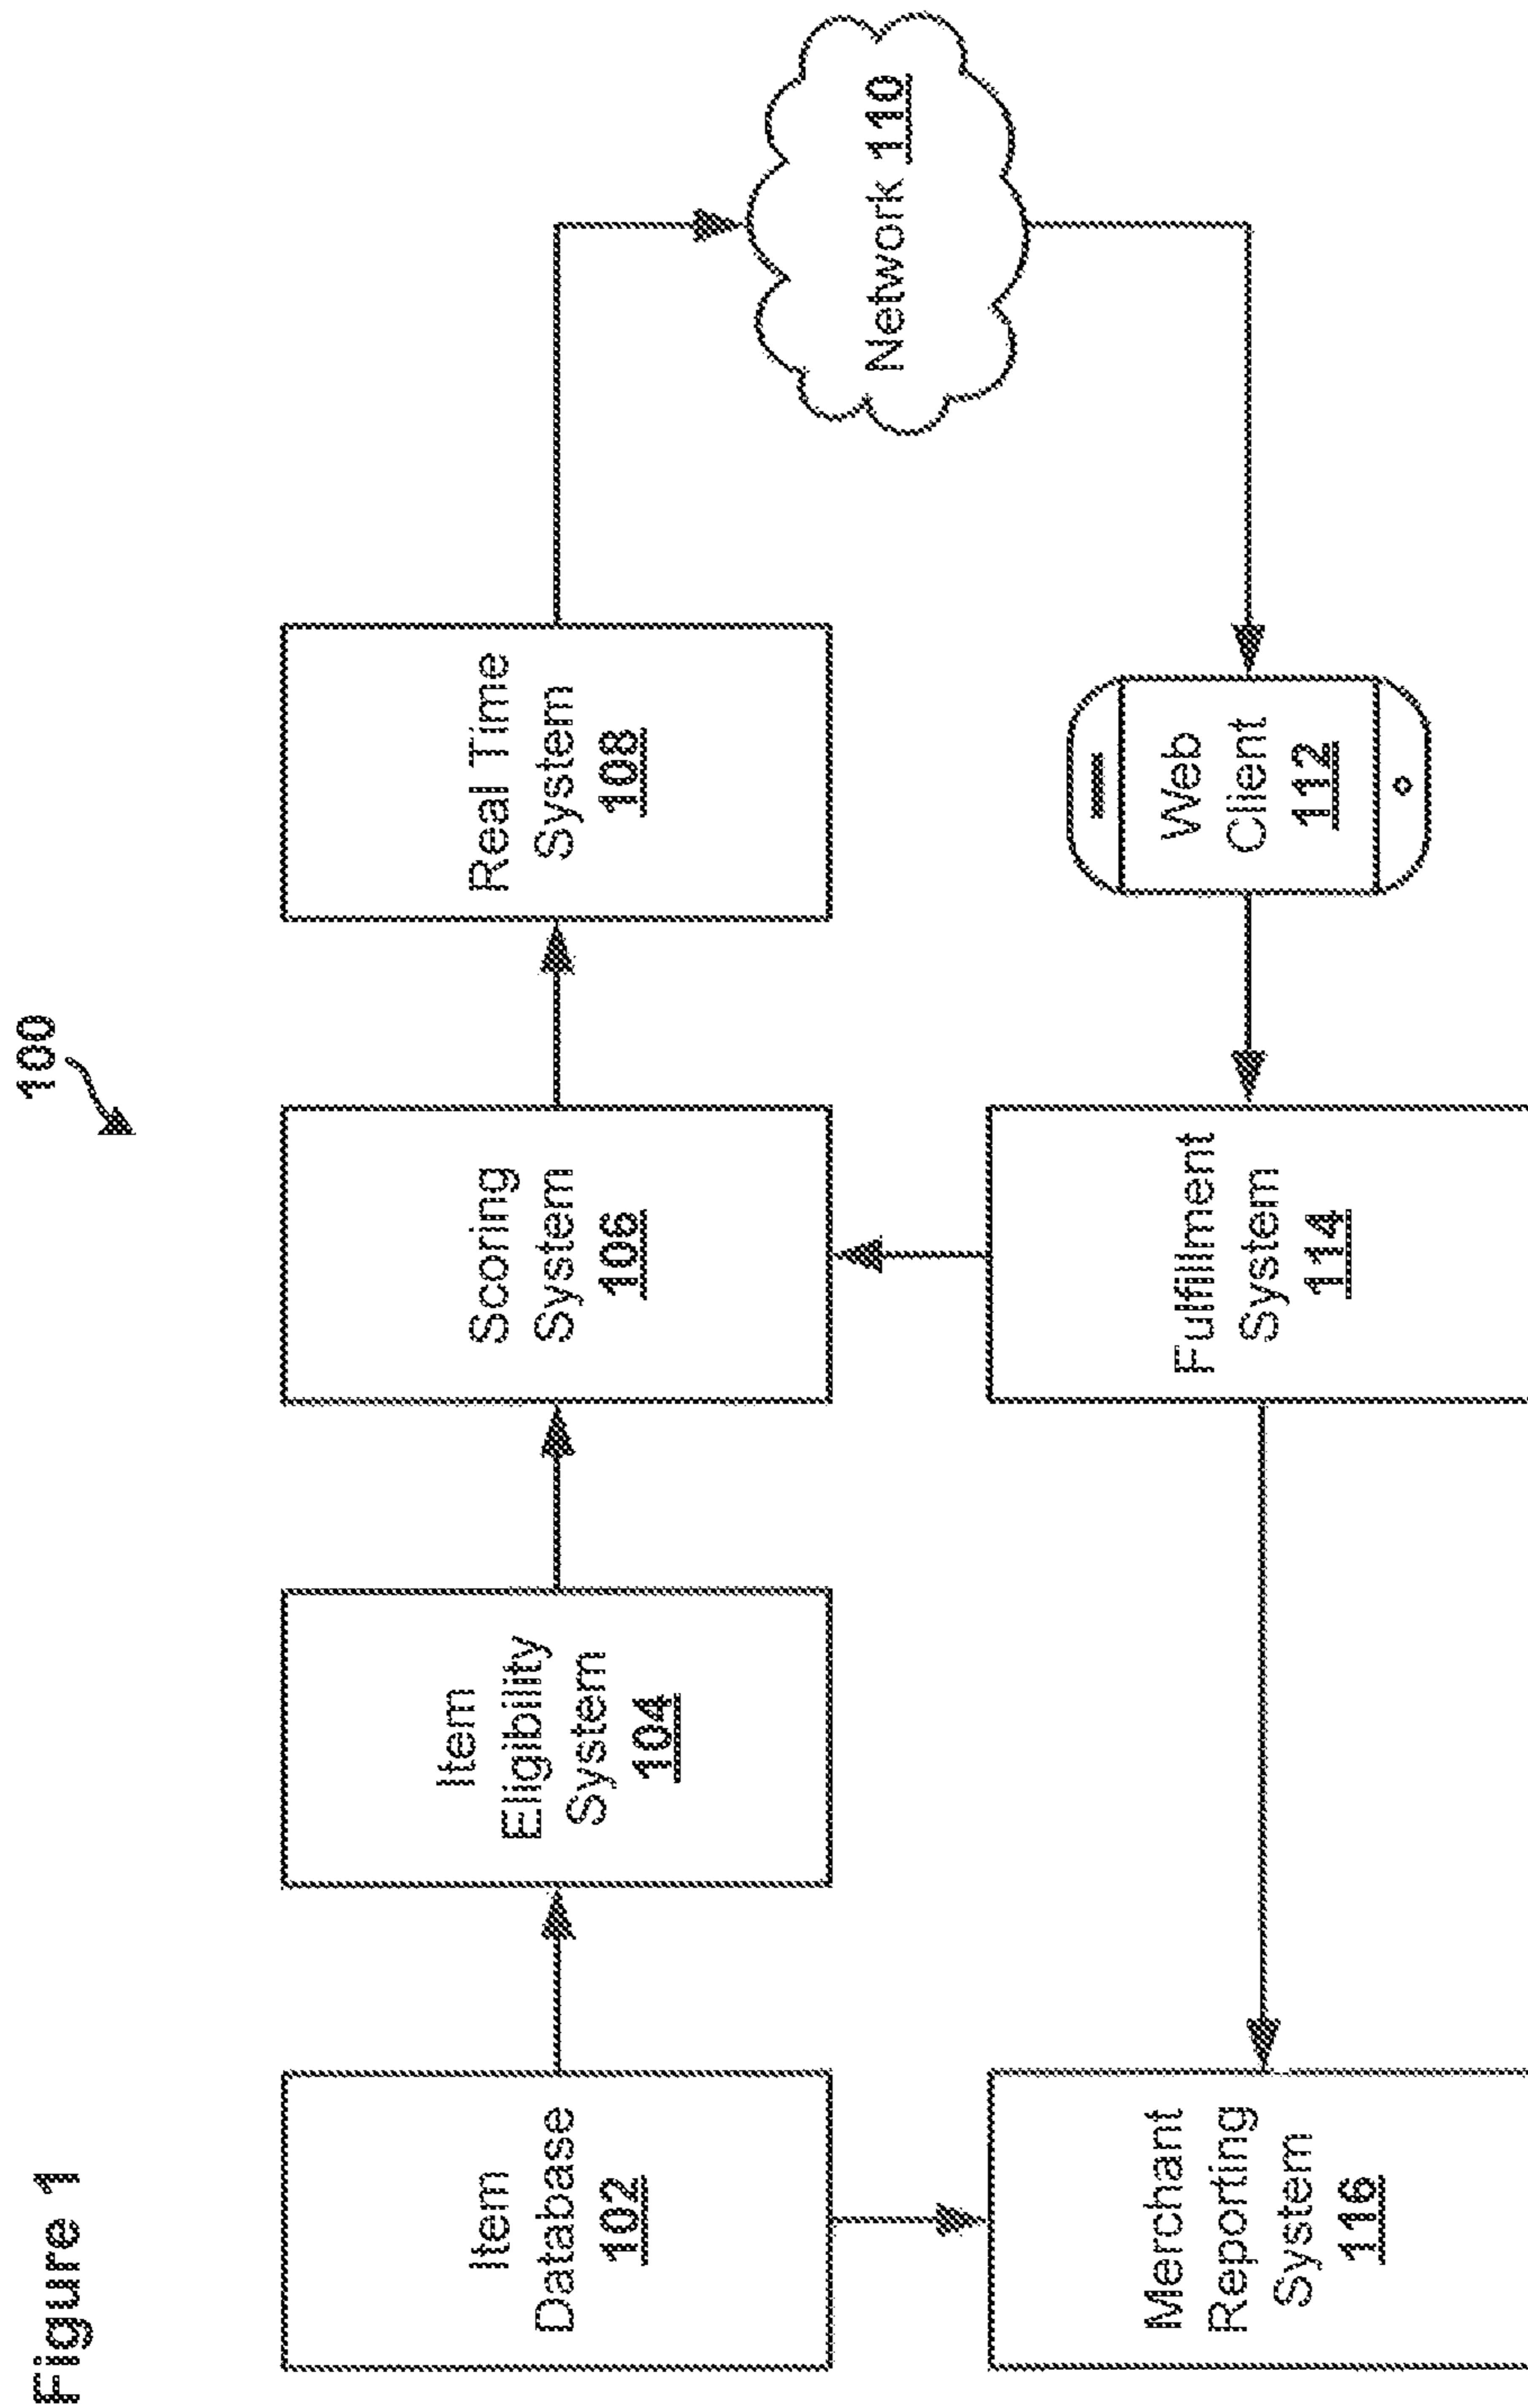 Figure 1
100
Item
Database
102
Item
Eligibility
System
104
Scoring
System
106
Real Time
System
108
Network 110
Merchant
Reporting
System
116
Fulfillment
System
114
Web
Client
112